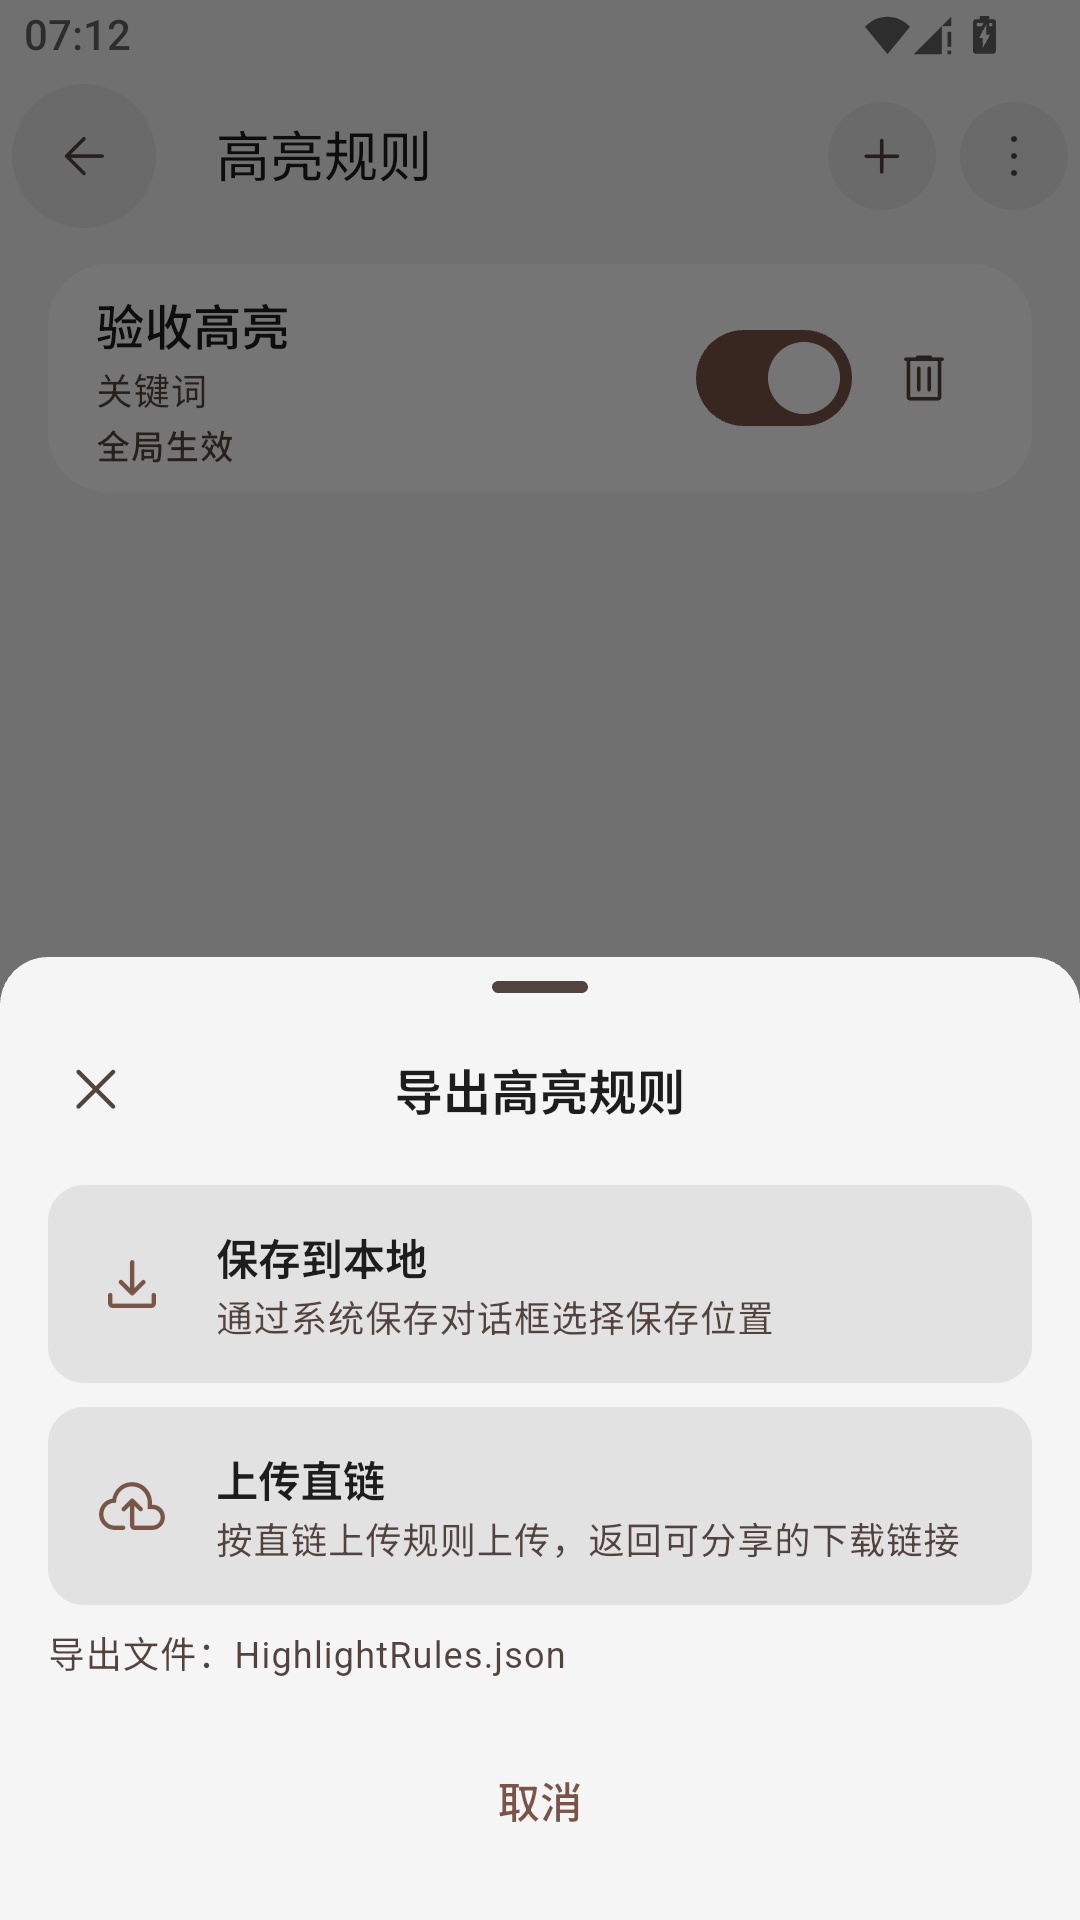 07:12
高亮规则
验收高亮
关键词
全局生效
导出高亮规则
保存到本地
通过系统保存对话框选择保存位置
上传直链
按直链上传规则上传，返回可分享的下载链接
导出文件：HighlightRules.json
取消